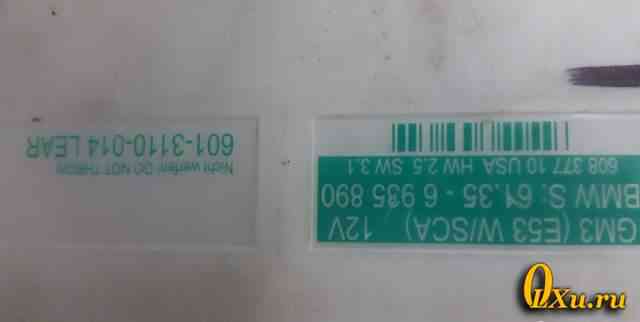 GM3 (E53 W/SCA) 12V
BMW S: 61.35 - 6 935 890
608 377 10 USA HW 2.5 SW 3.1
Nicht werfen/ DO NOT THROW
601-3110-014 LEAR
OLXu.ru